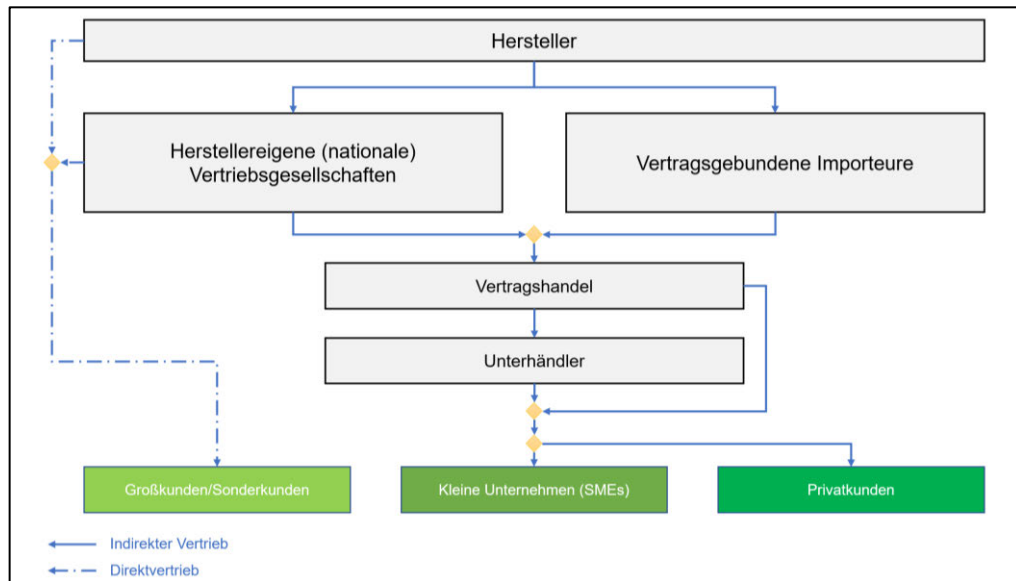 Hersteller
Herstellereigene (nationale)
Vertriebsgesellschaften
Vertragsgebundene Importeure
Vertragshandel
Unterhändler
Großkunden/Sonderkunden
Kleine Unternehmen (SMEs)
Privatkunden
Indirekter Vertrieb
Direktvertrieb